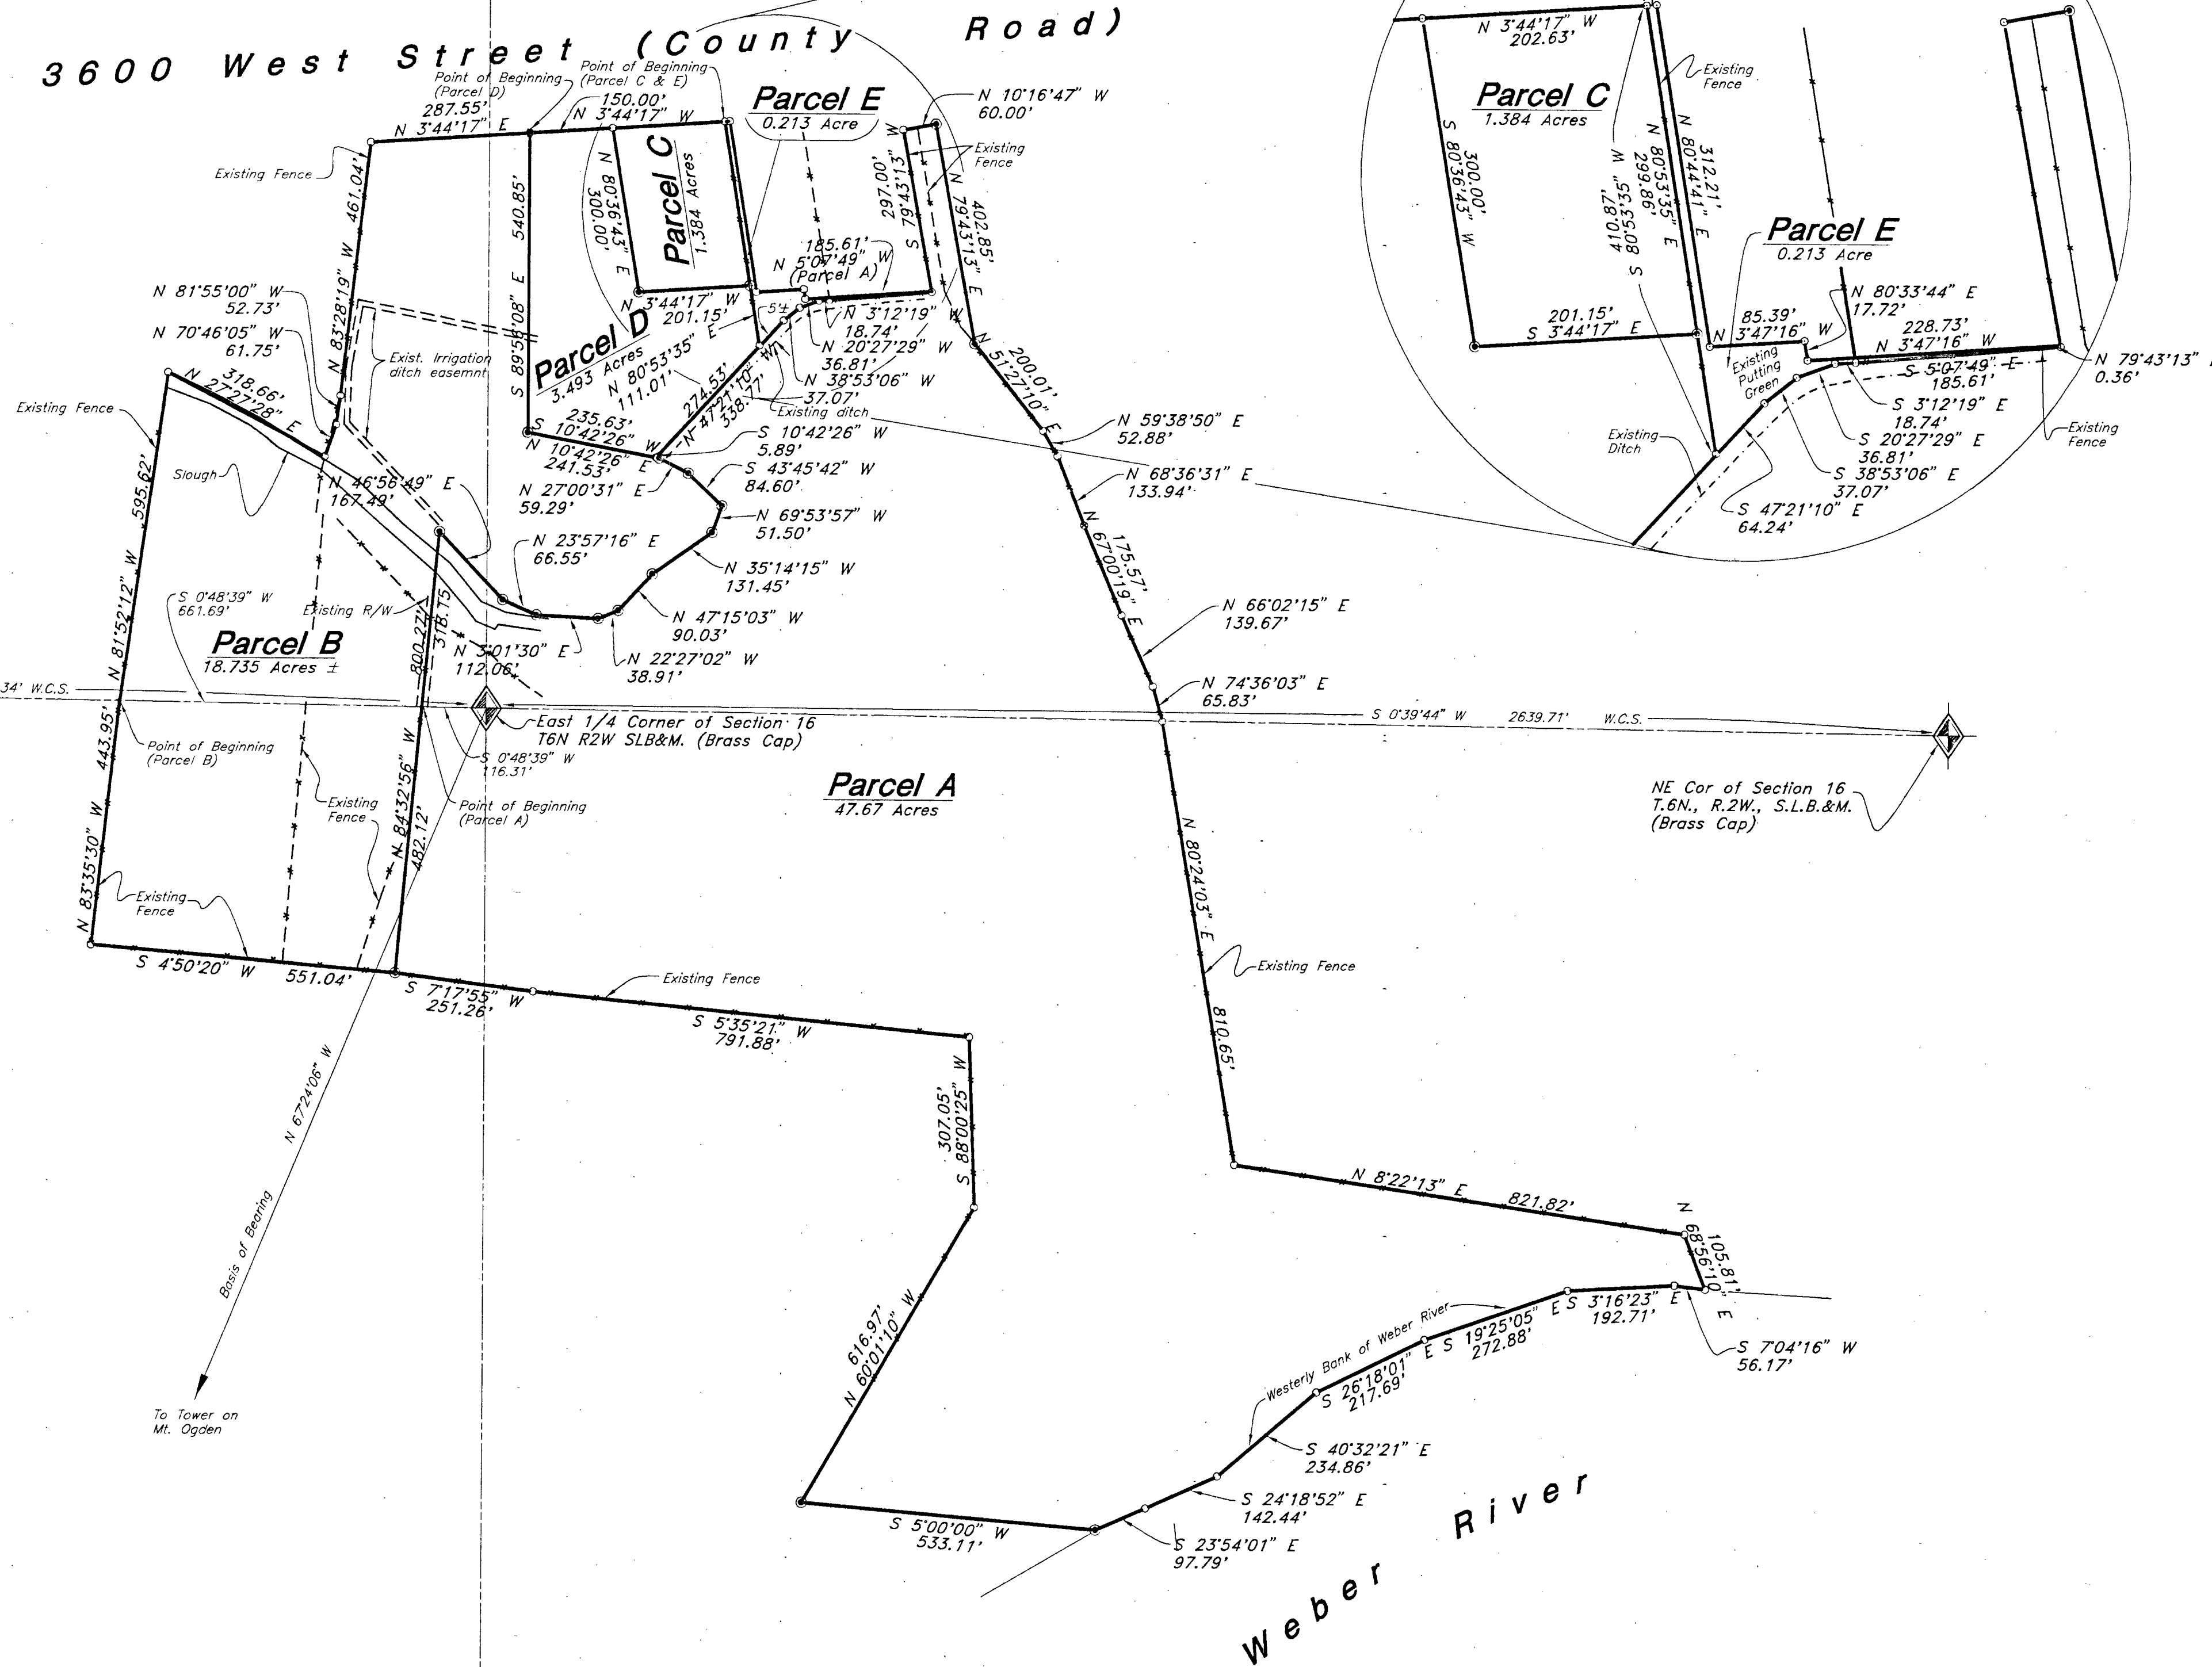 3600 West Street (County Road)
Point of Beginning
(Parcel D)
287.55'
N 3°44'17" E
Point of Beginning
(Parcel C & E)
150.00'
N 3°44'17" W
Parcel E
0.213 Acre
N 10°16'47" W
60.00'
Existing Fence
Existing
Fence
461.04'
N 83°28'19" W
540.85'
S 89°58'08" E
N 80°36'43" E
300.00'
Parcel C
1.384 Acres
297.00'
S 79°43'13" W
402.85'
N 79°43'13" E
185.61'
N 5°07'49" W
(Parcel A)
N 3°44'17" W
201.15'
5'±
N 3°12'19" W
18.74'
N 20°27'29" W
36.81'
N 38°53'06" W
37.07'
Existing ditch
N 81°55'00" W
52.73'
N 70°46'05" W
61.75'
Exist. Irrigation
ditch easemnt
Parcel D
3.493 Acres
N 80°53'35" E
111.01'
274.53'
N 47°21'10" W
338.77'
318.66'
N 27°27'28" E
Existing Fence
Slough
595.62'
N 81°52'12" W
235.63'
S 10°42'26" W
N 10°42'26" E
241.53'
S 10°42'26" W
5.89'
N 27°00'31" E
59.29'
S 43°45'42" W
84.60'
N 69°53'57" W
51.50'
N 46°56'49" E
167.49'
N 23°57'16" E
66.55'
N 35°14'15" W
131.45'
N 47°15'03" W
90.03'
N 22°27'02" W
38.91'
N 3°01'30" E
112.06'
200.01'
N 51°27'10" E
N 59°38'50" E
52.88'
N 68°36'31" E
133.94'
175.57'
N 67°00'19" E
N 66°02'15" E
139.67'
N 74°36'03" E
65.83'
S 0°48'39" W
661.69'
Existing R/W
Parcel B
18.735 Acres ±
800.27'
318.15'
34' W.C.S.
East 1/4 Corner of Section 16
T6N R2W SLB&M. (Brass Cap)
S 0°39'44" W 2639.71' W.C.S.
443.95'
N 83°35'30" W
Point of Beginning
(Parcel B)
S 0°48'39" W
116.31'
N 84°32'56" W
482.12'
Point of Beginning
(Parcel A)
Existing
Fence
Existing
Fence
Parcel A
47.67 Acres
NE Cor of Section 16
T.6N., R.2W., S.L.B.&M.
(Brass Cap)
N 80°24'03" E
810.65'
Existing Fence
S 4°50'20" W 551.04'
S 7°17'55" W
251.26'
Existing Fence
S 5°35'21" W
791.88'
307.05'
S 88°00'25" W
N 67°24'06" W
Basis of Bearing
To Tower on
Mt. Ogden
616.97'
N 60°01'10" W
S 5°00'00" W
533.11'
N 8°22'13" E 821.82'
105.81'
N 68°56'10" E
S 7°04'16" W
56.17'
S 3°16'23" E
192.71'
S 19°25'05" E
272.88'
S 26°18'01" E
217.69'
Westerly Bank of Weber River
S 40°32'21" E
234.86'
S 24°18'52" E
142.44'
S 23°54'01" E
97.79'
Weber River
N 3°44'17" W
202.63'
Parcel C
1.384 Acres
Existing
Fence
300.00'
S 80°36'43" W
410.87'
S 80°53'35" W
299.86'
N 80°53'35" E
312.21'
N 80°44'41" E
Parcel E
0.213 Acre
201.15'
S 3°44'17" E
85.39'
N 3°47'16" W
N 80°33'44" E
17.72'
228.73'
N 3°47'16" W
S 5°07'49" E
185.61'
N 79°43'13"
0.36'
Existing
Putting
Green
S 3°12'19" E
18.74'
S 20°27'29" E
36.81'
S 38°53'06" E
37.07'
S 47°21'10" E
64.24'
Existing
Ditch
Existing
Fence